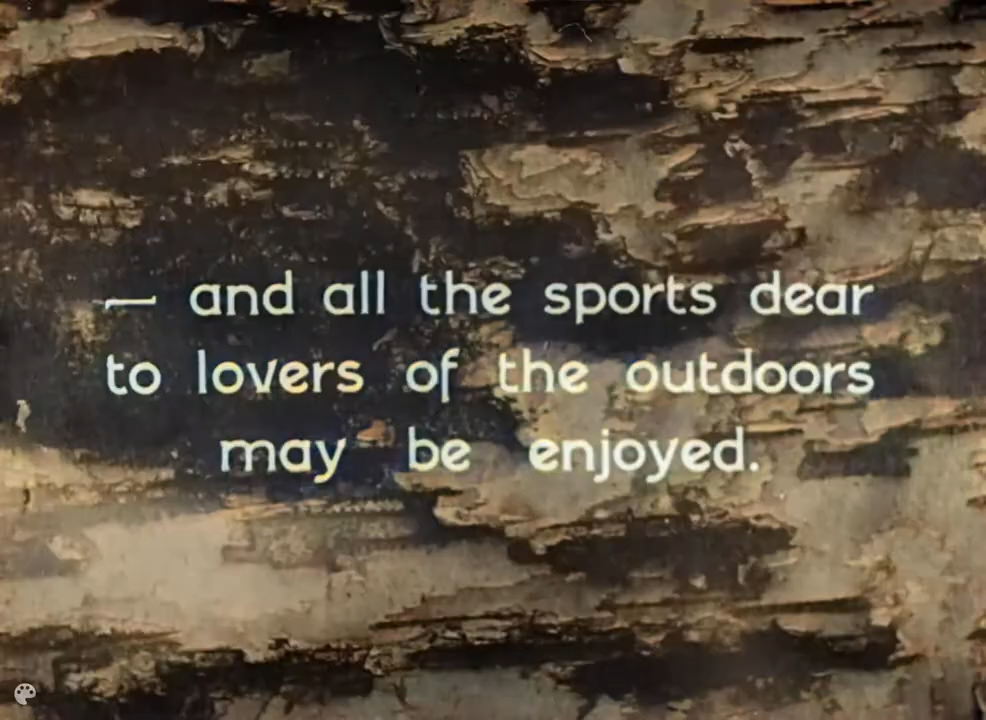 — and all the sports dear
to lovers of the outdoors
may be enjoyed.